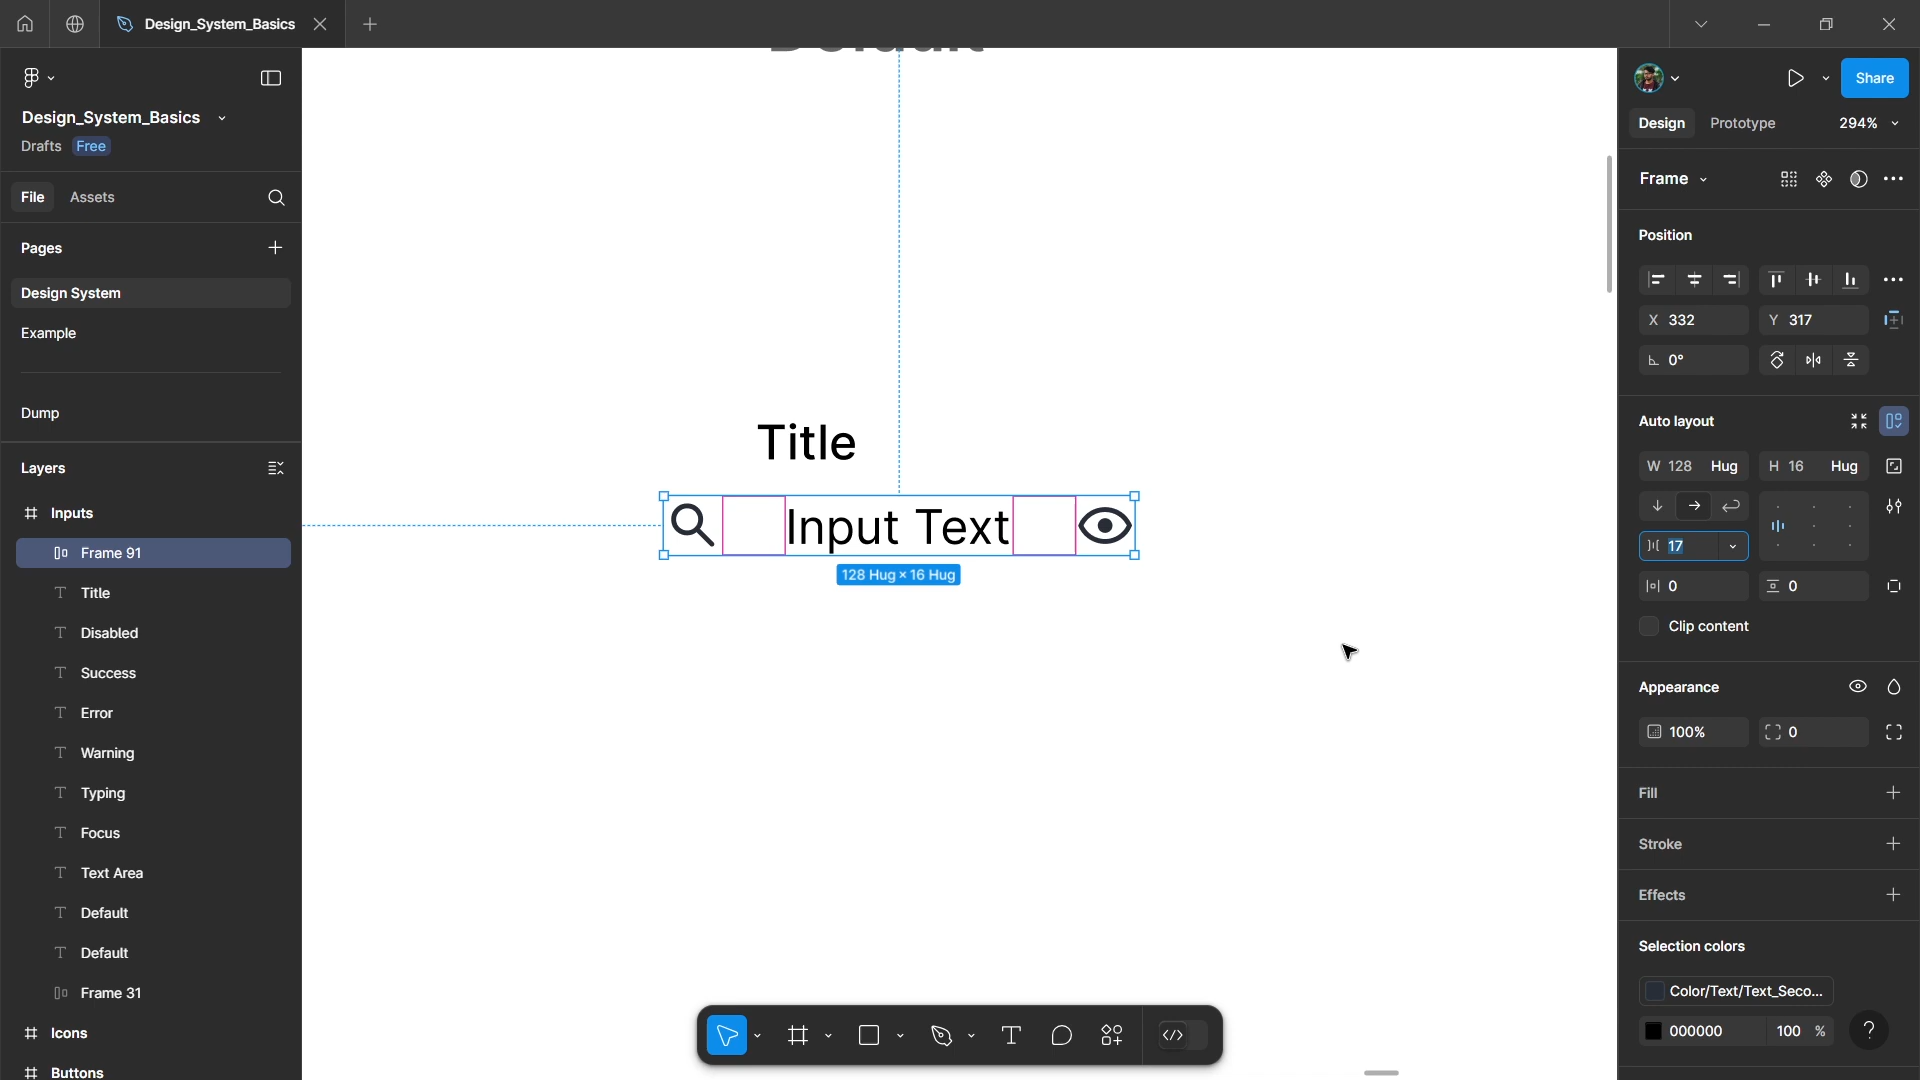 Design_System_Basics
Design_System_Basics
Drafts Free
File Assets
Pages
Design System
Example
Dump
Layers
Inputs
Frame 91
Title
Disabled
Success
Error
Warning
Typing
Focus
Text Area
Default
Default
Frame 31
Icons
Buttons
Default
Title
Input Text
128 Hug × 16 Hug
Share
Design Prototype 294%
Frame
Position
X 332 Y 317
0°
Auto layout
W 128 Hug H 16 Hug
17
0 0
Clip content
Appearance
100% 0
Fill
Stroke
Effects
Selection colors
Color/Text/Text_Seco...
000000 100 %
?